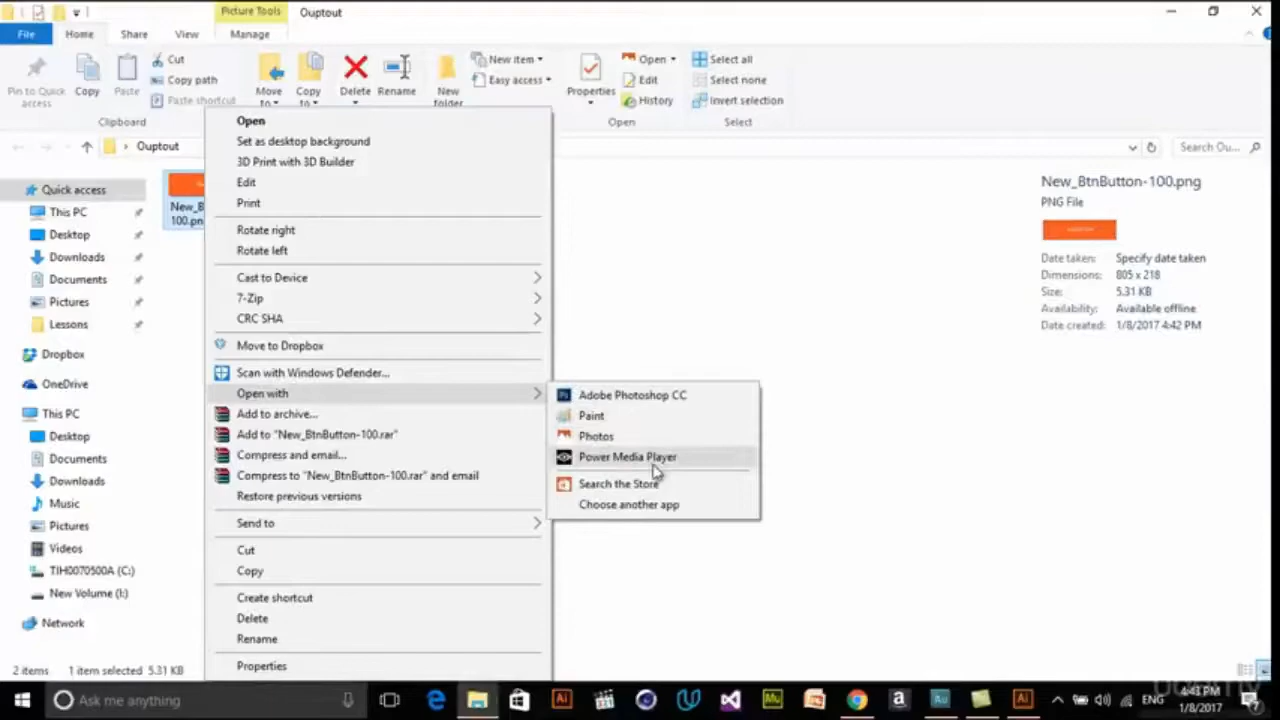 Picture Tools
Ouptout
File
Home
Share
View
Manage
Pin to Quick access
Copy
Paste
Cut
Copy path
Paste shortcut
Clipboard
Move to
Copy to
Delete
Rename
New folder
New item
Easy access
Properties
Open
Edit
History
Open
Select all
Select none
Invert selection
Select
Ouptout
Search Ou...
Quick access
This PC
Desktop
Downloads
Documents
Pictures
Lessons
Dropbox
OneDrive
This PC
Desktop
Documents
Downloads
Music
Pictures
Videos
TIH0070500A (C:)
New Volume (I:)
Network
New_B
100.pn
Open
Set as desktop background
3D Print with 3D Builder
Edit
Print
Rotate right
Rotate left
Cast to Device
7-Zip
CRC SHA
Move to Dropbox
Scan with Windows Defender...
Open with
Add to archive...
Add to "New_BtnButton-100.rar"
Compress and email...
Compress to "New_BtnButton-100.rar" and email
Restore previous versions
Send to
Cut
Copy
Create shortcut
Delete
Rename
Properties
Adobe Photoshop CC
Paint
Photos
Power Media Player
Search the Store
Choose another app
New_BtnButton-100.png
PNG File
Date taken: Specify date taken
Dimensions: 805 x 218
Size: 5.31 KB
Availability: Available offline
Date created: 1/8/2017 4:42 PM
2 items 1 item selected 5.31 KB
Ask me anything
Ai
Mu
a
Au
Ai
ENG
4:43 PM
1/8/2017
udemy